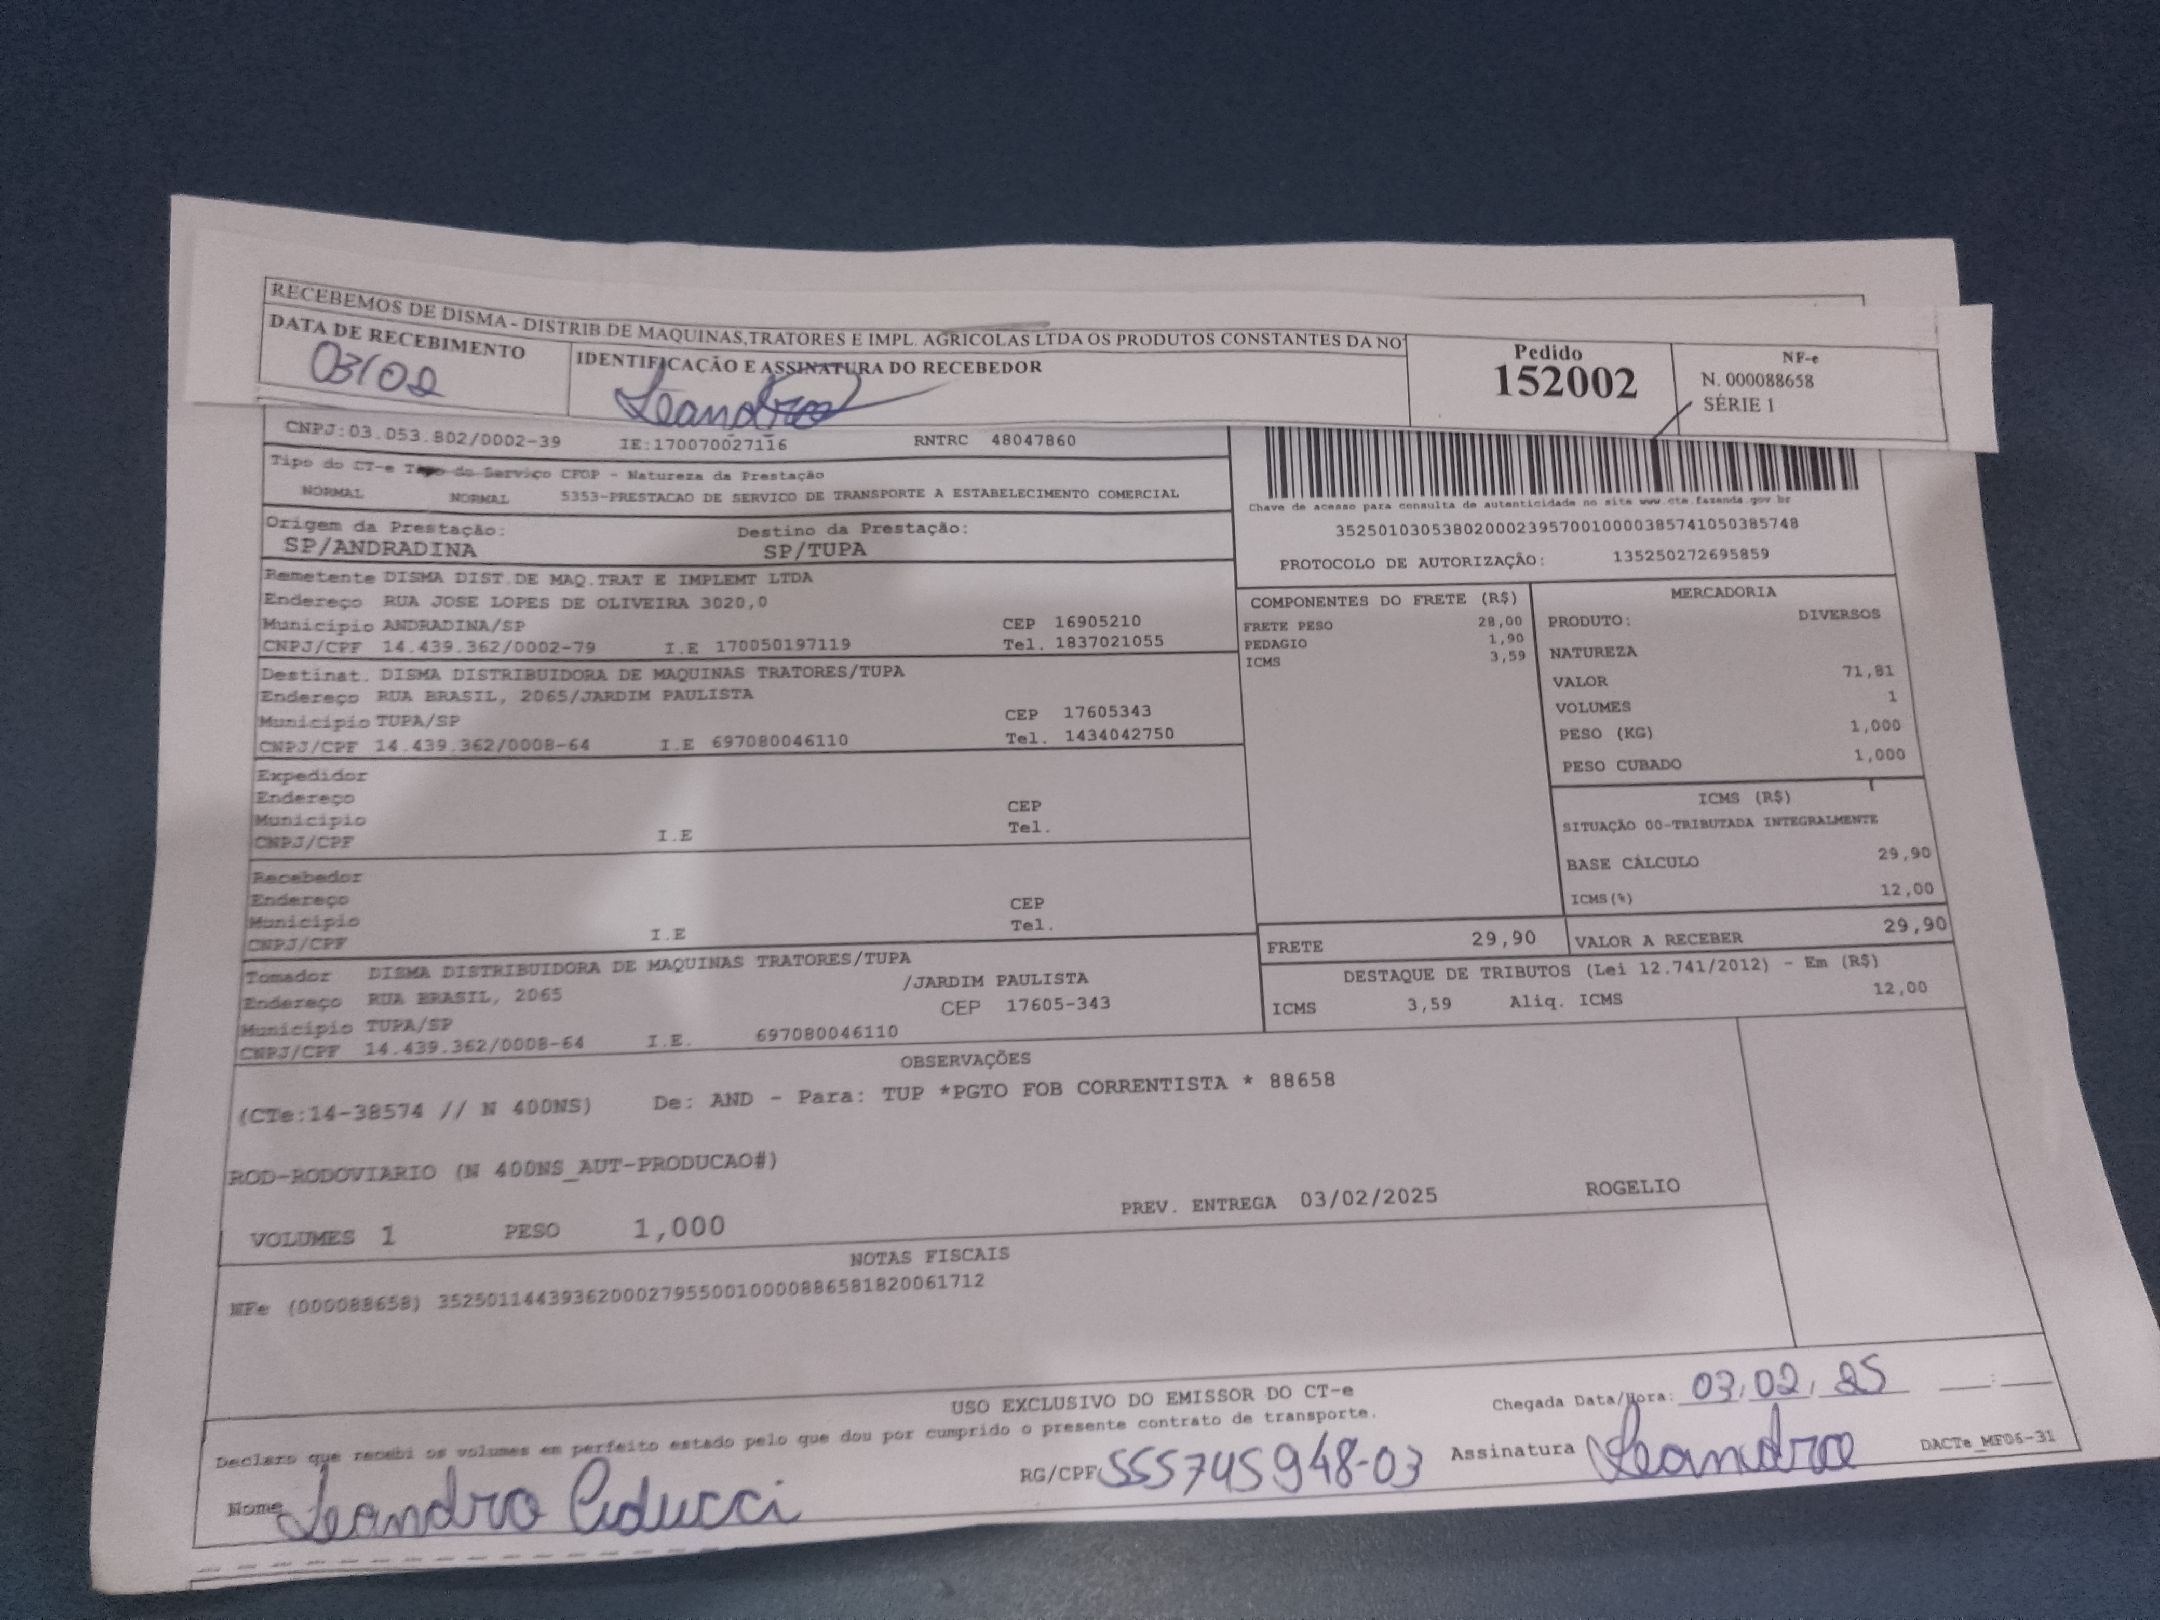 RECEBEMOS DE DISMA - DISTRIB DE MAQUINAS,TRATORES E IMPL. AGRICOLAS LTDA OS PRODUTOS CONSTANTES DA NO
DATA DE RECEBIMENTO
03/02
IDENTIFICAÇÃO E ASSINATURA DO RECEBEDOR
Leandro
Pedido
152002
NF-e
N. 000088658
SÉRIE 1
CNPJ:03.053.802/0002-39 IE:170070027116 RNTRC 48047860
Tipo do CT-e Tipo do Serviço CFOP - Natureza da Prestação
NORMAL NORMAL 5353-PRESTACAO DE SERVICO DE TRANSPORTE A ESTABELECIMENTO COMERCIAL
Origem da Prestação: Destino da Prestação:
SP/ANDRADINA SP/TUPA
Chave de acesso para consulta de autenticidade no site www.cte.fazenda.gov.br
35250103053802000239570010000385741050385748
PROTOCOLO DE AUTORIZAÇÃO: 135250272695859
Remetente DISMA DIST.DE MAQ.TRAT E IMPLEMT LTDA
Endereço RUA JOSE LOPES DE OLIVEIRA 3020,0
Município ANDRADINA/SP CEP 16905210
CNPJ/CPF 14.439.362/0002-79 I.E 170050197119 Tel. 1837021055
Destinat. DISMA DISTRIBUIDORA DE MAQUINAS TRATORES/TUPA
Endereço RUA BRASIL, 2065/JARDIM PAULISTA
Município TUPA/SP CEP 17605343
CNPJ/CPF 14.439.362/0008-64 I.E 697080046110 Tel. 1434042750
Expedidor
Endereço CEP
Município Tel.
CNPJ/CPF I.E
Recebedor
Endereço CEP
Município Tel.
CNPJ/CPF I.E
Tomador DISMA DISTRIBUIDORA DE MAQUINAS TRATORES/TUPA
Endereço RUA BRASIL, 2065 /JARDIM PAULISTA
Município TUPA/SP CEP 17605-343
CNPJ/CPF 14.439.362/0008-64 I.E. 697080046110
COMPONENTES DO FRETE (R$)
FRETE PESO 28,00
PEDAGIO 1,90
ICMS 3,59
MERCADORIA
PRODUTO: DIVERSOS
NATUREZA
VALOR 71,81
VOLUMES 1
PESO (KG) 1,000
PESO CUBADO 1,000
ICMS (R$)
SITUAÇÃO 00-TRIBUTADA INTEGRALMENTE
BASE CÁLCULO 29,90
ICMS(%) 12,00
FRETE 29,90 VALOR A RECEBER 29,90
DESTAQUE DE TRIBUTOS (Lei 12.741/2012) - Em (R$)
ICMS 3,59 Aliq. ICMS 12,00
OBSERVAÇÕES
(CTe:14-38574 // N 400NS) De: AND - Para: TUP *PGTO FOB CORRENTISTA * 88658
ROD-RODOVIARIO (N 400NS_AUT-PRODUCAO#)
VOLUMES 1 PESO 1,000 PREV. ENTREGA 03/02/2025 ROGELIO
NOTAS FISCAIS
NFe (000088658) 35250114439362000279550010000886581820061712
USO EXCLUSIVO DO EMISSOR DO CT-e
Declaro que recebi os volumes em perfeito estado pelo que dou por cumprido o presente contrato de transporte.
Chegada Data/Hora: 03/02/25 __:__
Nome Leandro RG/CPF 555745948-03 Assinatura Leandro DACTe_MF06-31